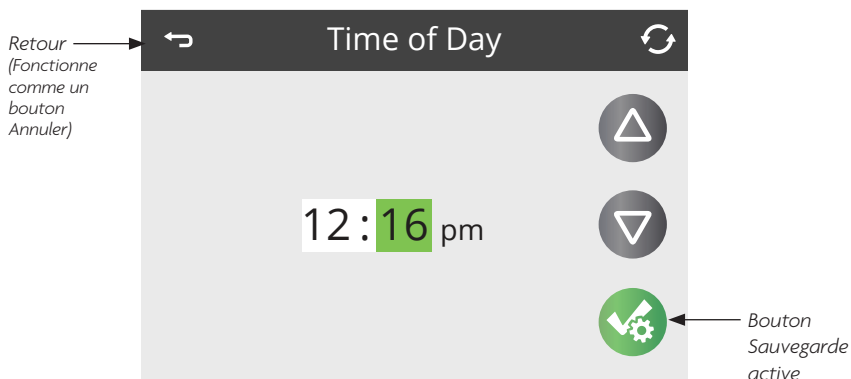 Time of Day
Retour
(Fonctionne
comme un
bouton
Annuler)
12:16 pm
Bouton
Sauvegarde
active